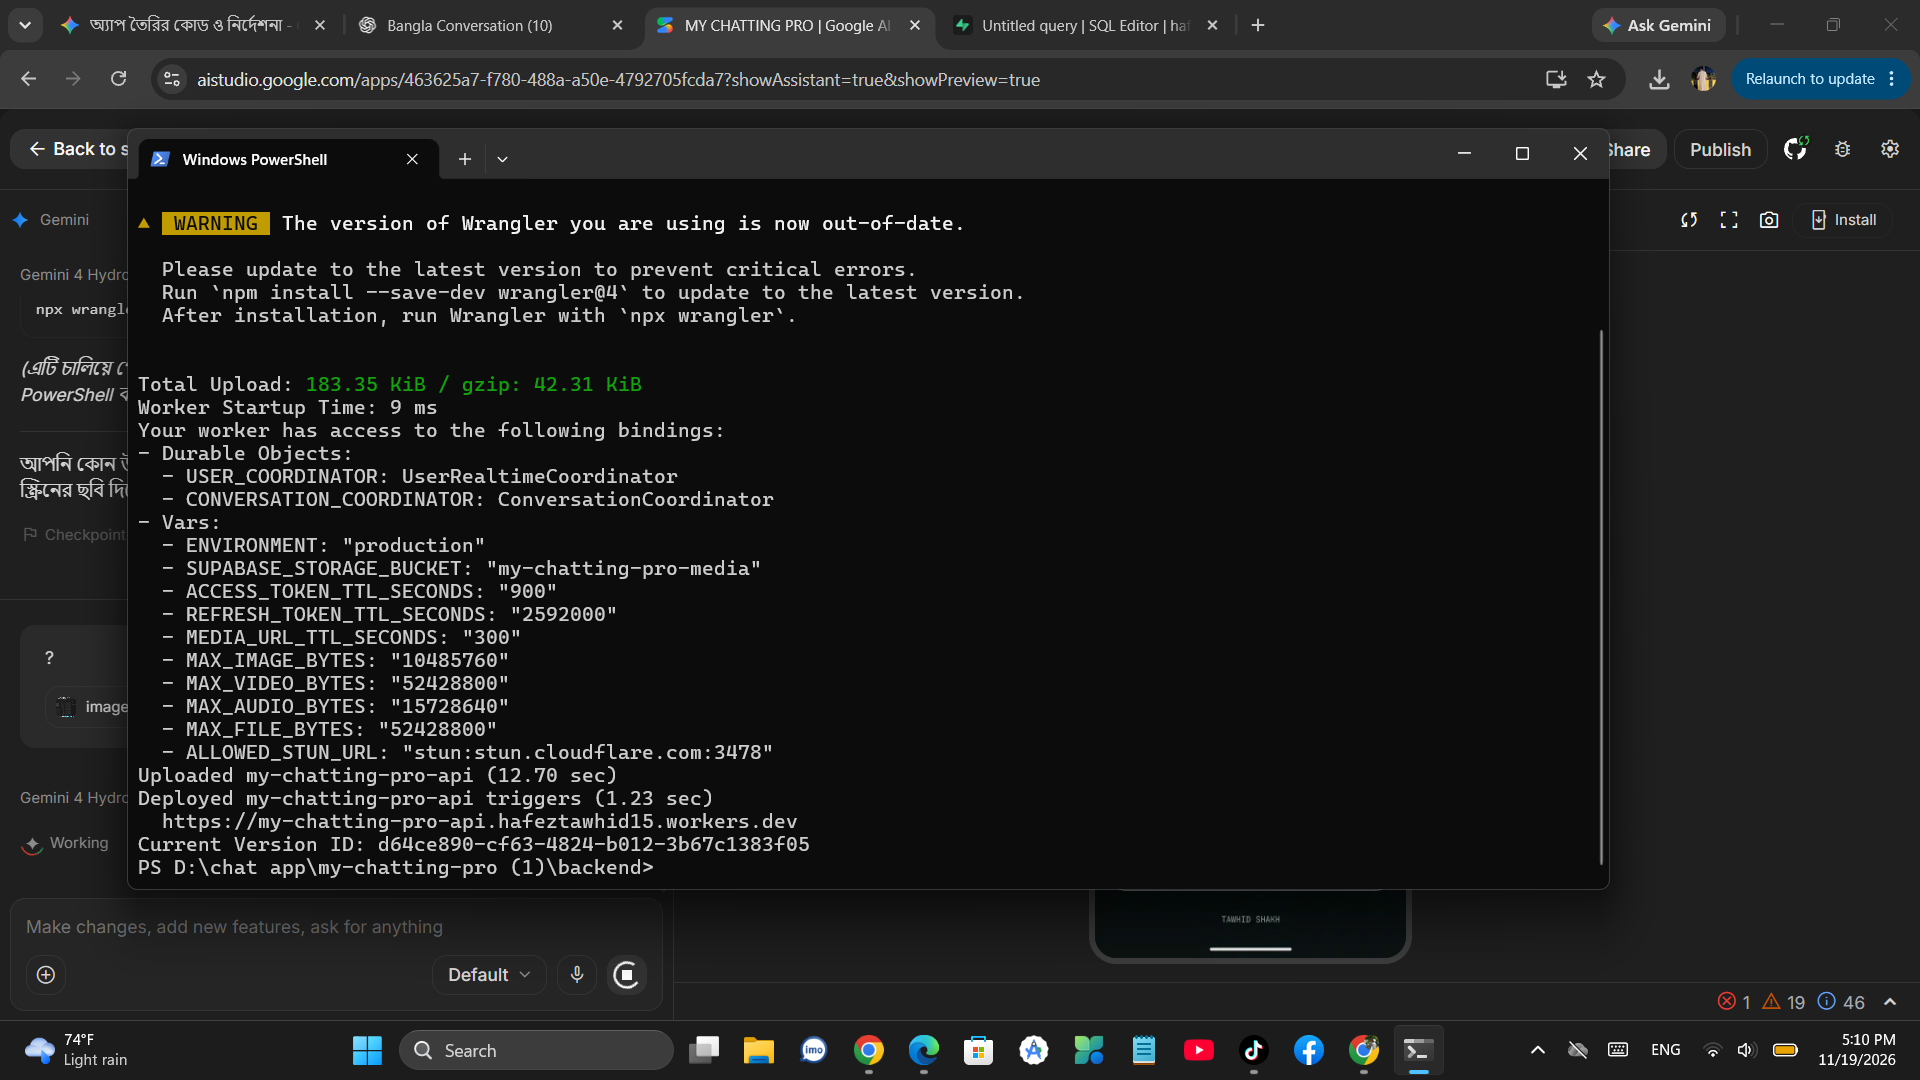 অ্যাপ তৈরির কোড ও নির্দেশনা -
Bangla Conversation (10)
MY CHATTING PRO | Google AI
Untitled query | SQL Editor | haf
Ask Gemini
aistudio.google.com/apps/463625a7-f780-488a-a50e-4792705fcda7?showAssistant=true&showPreview=true
Relaunch to update
Back to s
Windows PowerShell
Share
Publish
Gemini
Install
Gemini 4 Hydro
npx wrangle
(এটি চালিয়ে
PowerShell
আপনি কোন
স্ক্রিনের ছবি
Checkpoint
?
image
Gemini 4 Hydro
Working
WARNING The version of Wrangler you are using is now out-of-date.
Please update to the latest version to prevent critical errors.
Run `npm install --save-dev wrangler@4` to update to the latest version.
After installation, run Wrangler with `npx wrangler`.
Total Upload: 183.35 KiB / gzip: 42.31 KiB
Worker Startup Time: 9 ms
Your worker has access to the following bindings:
- Durable Objects:
- USER_COORDINATOR: UserRealtimeCoordinator
- CONVERSATION_COORDINATOR: ConversationCoordinator
- Vars:
- ENVIRONMENT: "production"
- SUPABASE_STORAGE_BUCKET: "my-chatting-pro-media"
- ACCESS_TOKEN_TTL_SECONDS: "900"
- REFRESH_TOKEN_TTL_SECONDS: "2592000"
- MEDIA_URL_TTL_SECONDS: "300"
- MAX_IMAGE_BYTES: "10485760"
- MAX_VIDEO_BYTES: "52428800"
- MAX_AUDIO_BYTES: "15728640"
- MAX_FILE_BYTES: "52428800"
- ALLOWED_STUN_URL: "stun:stun.cloudflare.com:3478"
Uploaded my-chatting-pro-api (12.70 sec)
Deployed my-chatting-pro-api triggers (1.23 sec)
https://my-chatting-pro-api.hafeztawhid15.workers.dev
Current Version ID: d64ce890-cf63-4824-b012-3b67c1383f05
PS D:\chat app\my-chatting-pro (1)\backend>
TAWHID SHAKH
Make changes, add new features, ask for anything
Default
1 19 46
74°F
Light rain
Search
imo
ENG
5:10 PM
11/19/2026